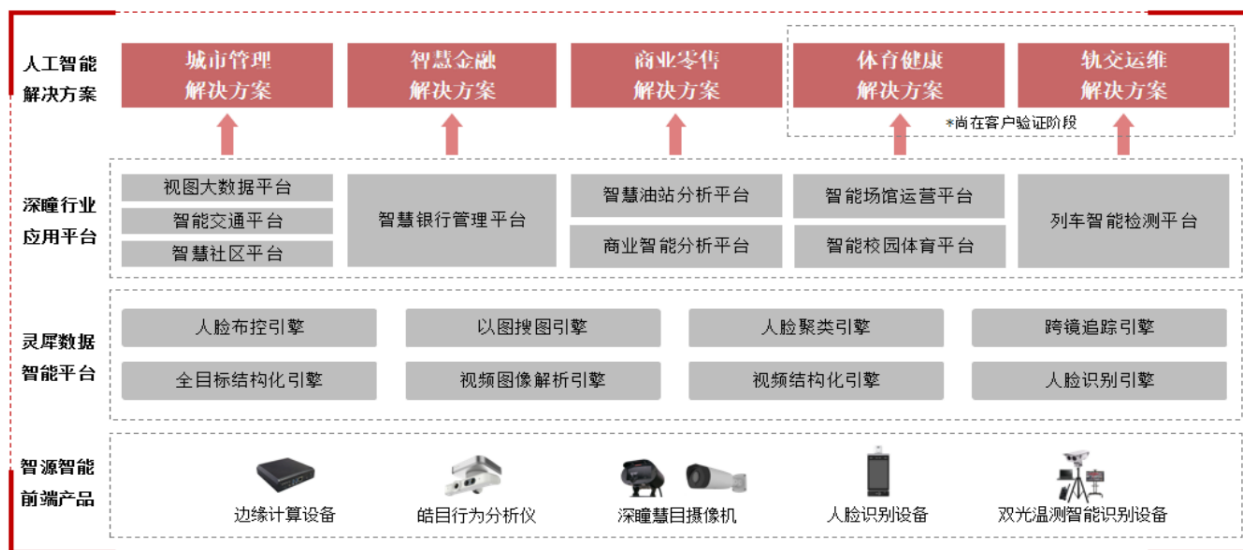 人工智能
解决方案
城市管理
解决方案
智慧金融
解决方案
商业零售
解决方案
体育健康
解决方案
轨交运维
解决方案
*尚在客户验证阶段
深瞳行业
应用平台
视图大数据平台
智能交通平台
智慧社区平台
智慧银行管理平台
智慧油站分析平台
商业智能分析平台
智能场馆运营平台
智能校园体育平台
列车智能检测平台
灵犀数据
智能平台
人脸布控引擎
以图搜图引擎
人脸聚类引擎
跨镜追踪引擎
全目标结构化引擎
视频图像解析引擎
视频结构化引擎
人脸识别引擎
智源智能
前端产品
边缘计算设备
皓目行为分析仪
深瞳慧目摄像机
人脸识别设备
双光温测智能识别设备